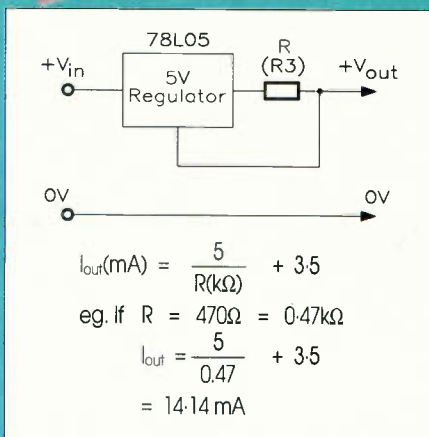 78L05
R
(R3)
+Vin
5V
Regulator
+Vout
0V
0V
Iout(mA) = 5/R(kΩ) + 3·5
eg. If R = 470Ω = 0·47kΩ
Iout = 5/0.47 + 3·5
= 14·14 mA